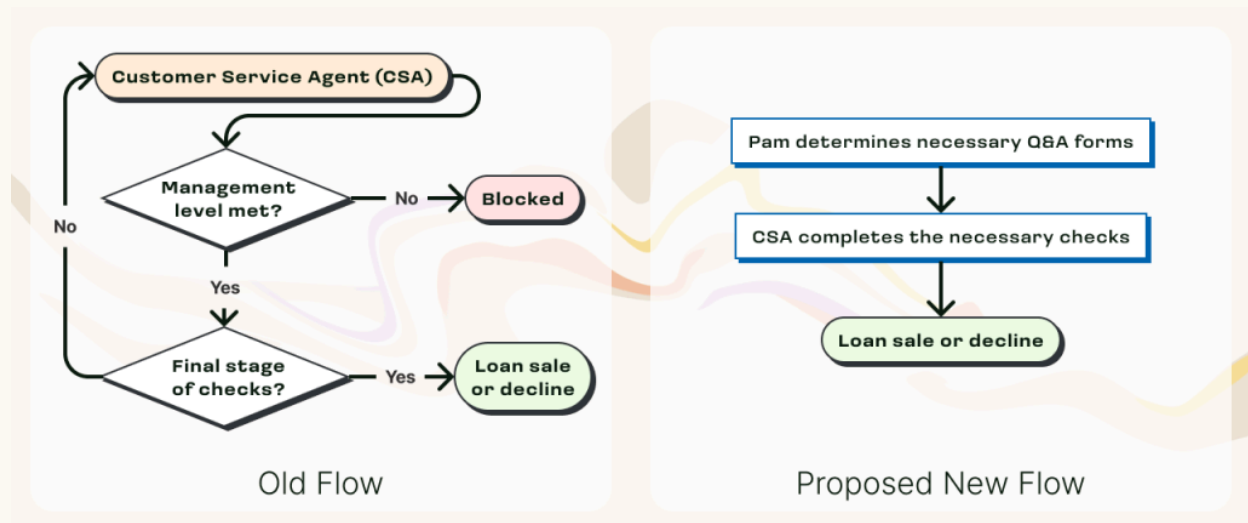 Customer Service Agent (CSA)
Management
level met?
No
Blocked
No
Yes
Final stage
of checks?
Yes
Loan sale
or decline
Old Flow
Pam determines necessary Q&A forms
CSA completes the necessary checks
Loan sale or decline
Proposed New Flow